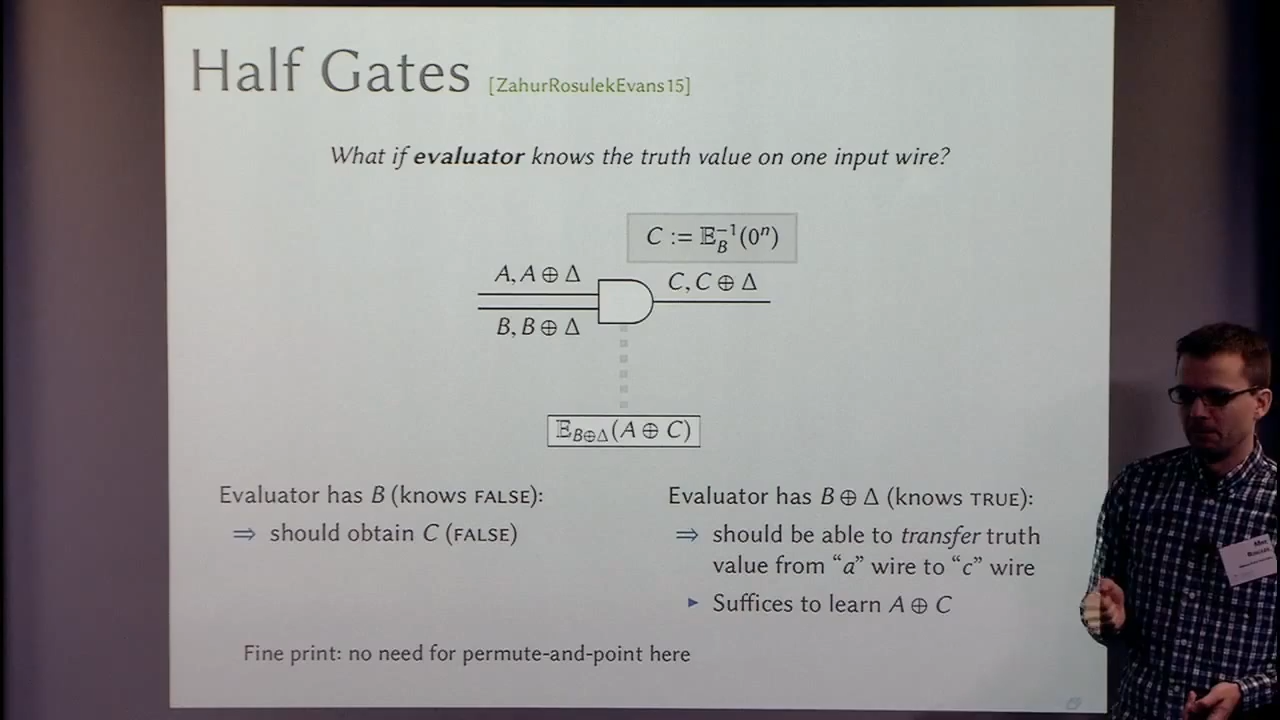 Half Gates [ZahurRosulekEvans15]
What if evaluator knows the truth value on one input wire?
C := 𝔼_B^{-1}(0^n)
A, A ⊕ Δ
C, C ⊕ Δ
B, B ⊕ Δ
𝔼_{B⊕Δ}(A ⊕ C)
Evaluator has B (knows FALSE):
⇒ should obtain C (FALSE)
Evaluator has B ⊕ Δ (knows TRUE):
⇒ should be able to transfer truth
value from “a” wire to “c” wire
▶ Suffices to learn A ⊕ C
Fine print: no need for permute-and-point here